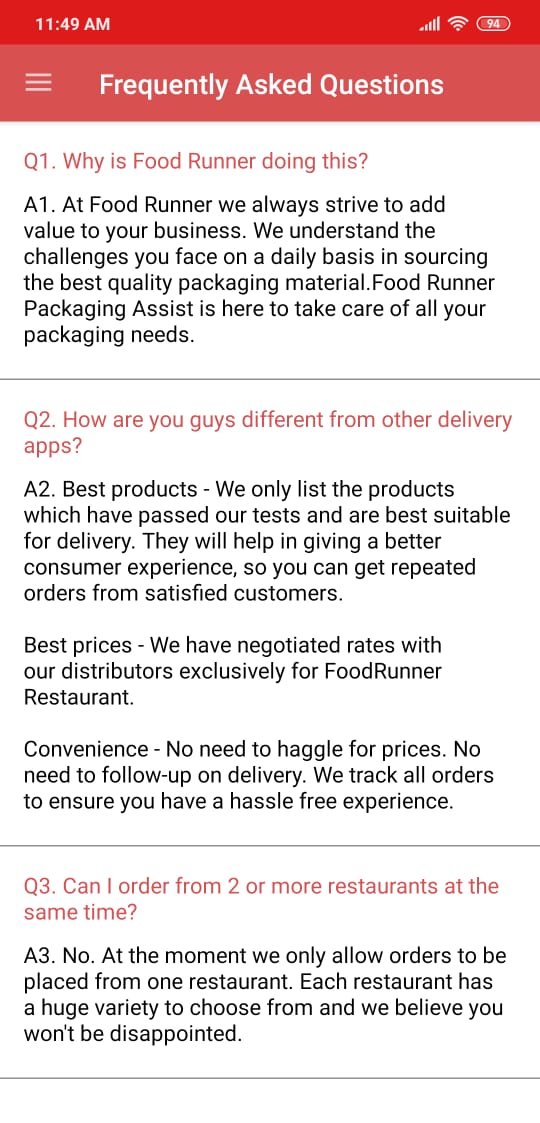 11:49 AM
94
Frequently Asked Questions
Q1. Why is Food Runner doing this?
A1. At Food Runner we always strive to add
value to your business. We understand the
challenges you face on a daily basis in sourcing
the best quality packaging material.Food Runner
Packaging Assist is here to take care of all your
packaging needs.
Q2. How are you guys different from other delivery
apps?
A2. Best products - We only list the products
which have passed our tests and are best suitable
for delivery. They will help in giving a better
consumer experience, so you can get repeated
orders from satisfied customers.
Best prices - We have negotiated rates with
our distributors exclusively for FoodRunner
Restaurant.
Convenience - No need to haggle for prices. No
need to follow-up on delivery. We track all orders
to ensure you have a hassle free experience.
Q3. Can I order from 2 or more restaurants at the
same time?
A3. No. At the moment we only allow orders to be
placed from one restaurant. Each restaurant has
a huge variety to choose from and we believe you
won't be disappointed.